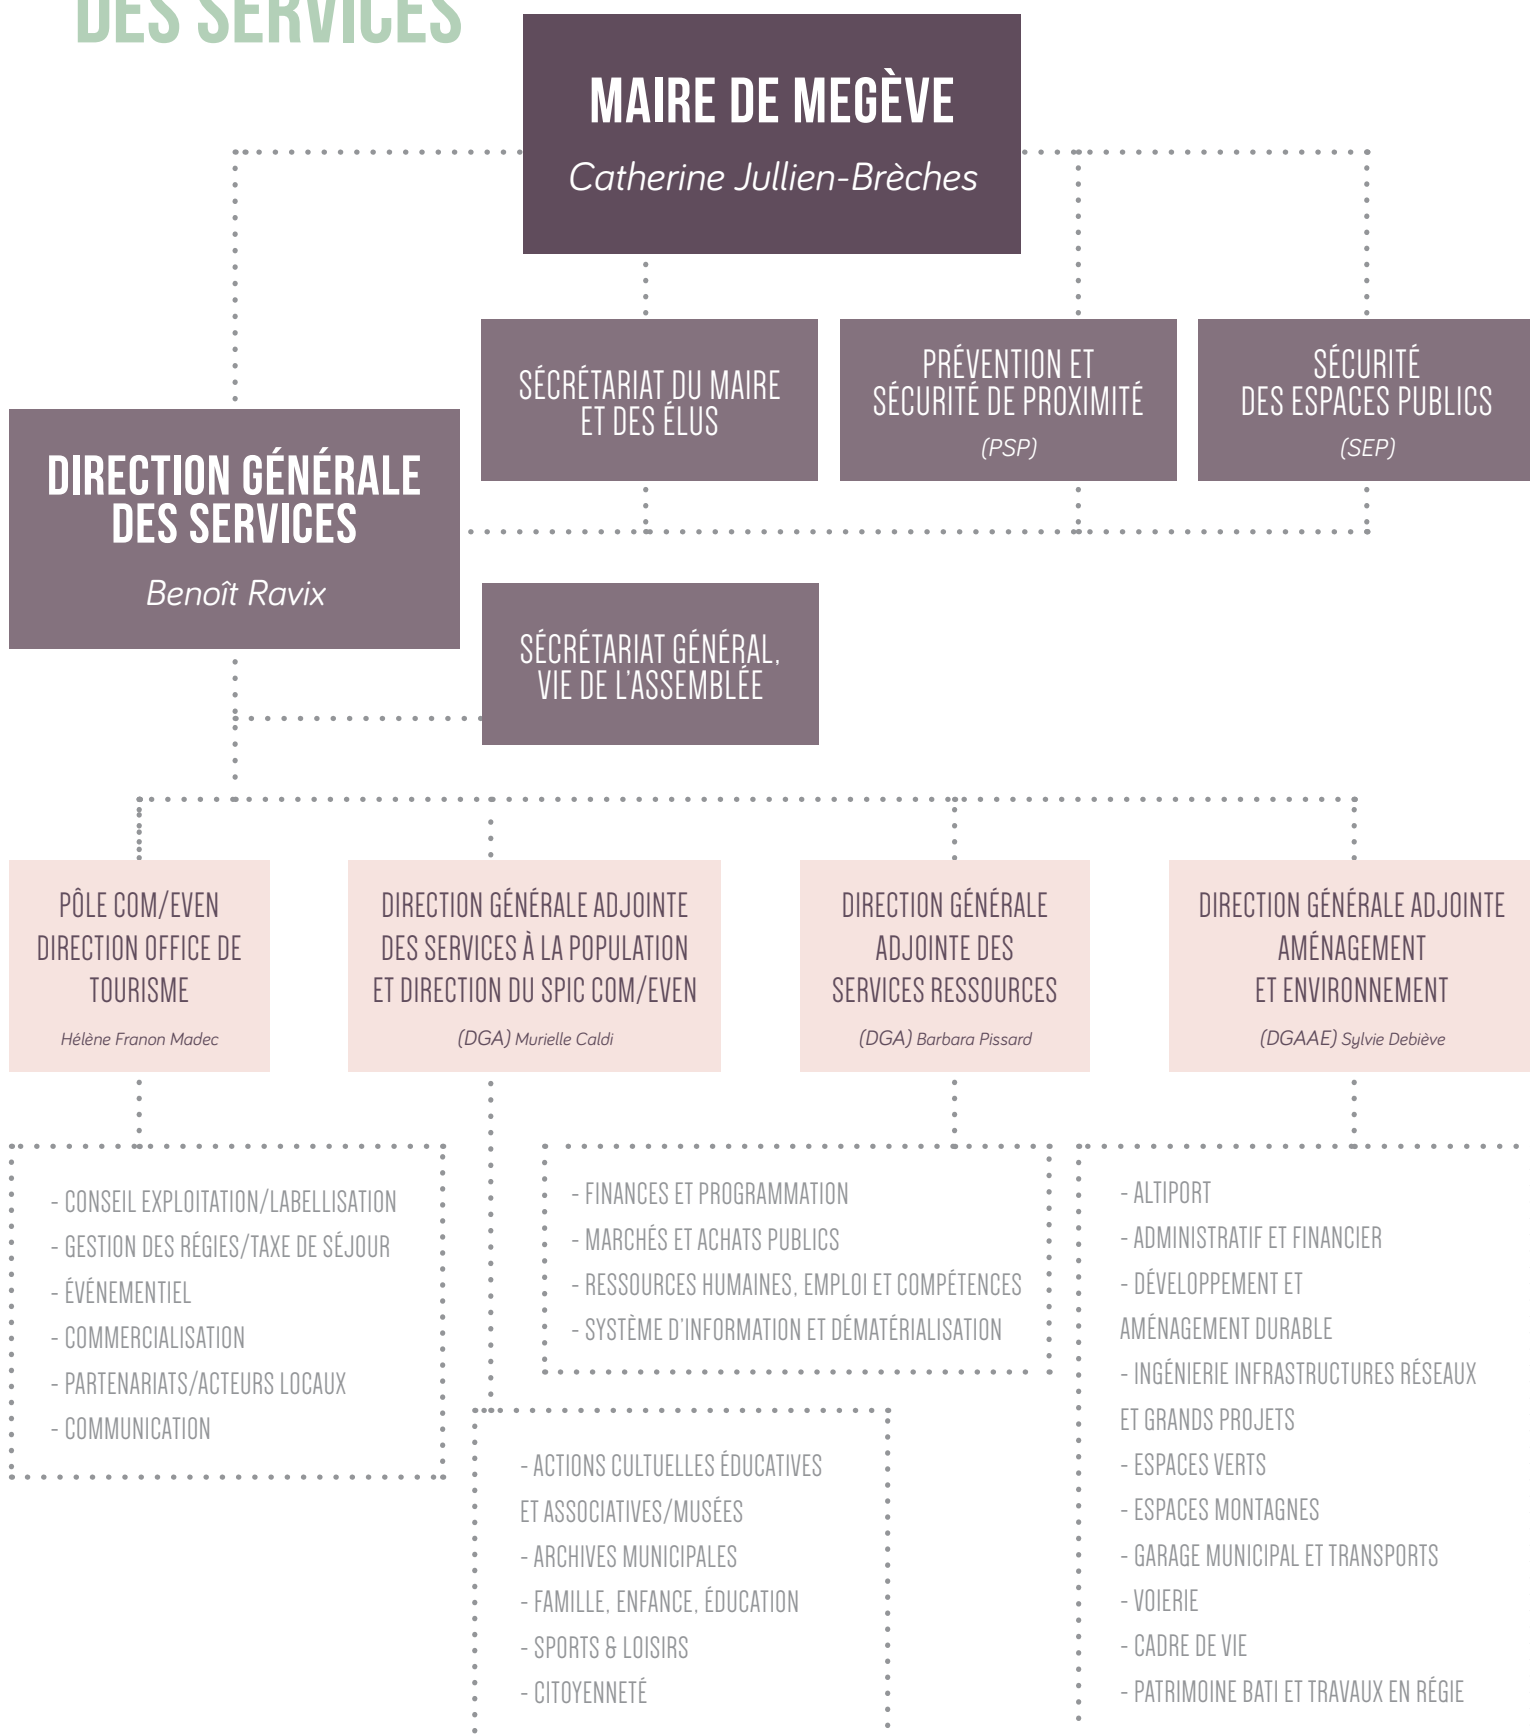 DES SERVICES
MAIRE DE MEGÈVE
Catherine Jullien-Brèches
SÉCRÉTARIAT DU MAIRE
ET DES ÉLUS
PRÉVENTION ET
SÉCURITÉ DE PROXIMITÉ
(PSP)
SÉCURITÉ
DES ESPACES PUBLICS
(SEP)
DIRECTION GÉNÉRALE
DES SERVICES
Benoît Ravix
SÉCRÉTARIAT GÉNÉRAL,
VIE DE L'ASSEMBLÉE
PÔLE COM/EVEN
DIRECTION OFFICE DE
TOURISME
Hélène Franon Madec
DIRECTION GÉNÉRALE ADJOINTE
DES SERVICES À LA POPULATION
ET DIRECTION DU SPIC COM/EVEN
(DGA) Murielle Caldi
DIRECTION GÉNÉRALE
ADJOINTE DES
SERVICES RESSOURCES
(DGA) Barbara Pissard
DIRECTION GÉNÉRALE ADJOINTE
AMÉNAGEMENT
ET ENVIRONNEMENT
(DGAAE) Sylvie Debiève
- CONSEIL EXPLOITATION/LABELLISATION
- GESTION DES RÉGIES/TAXE DE SÉJOUR
- ÉVÉNEMENTIEL
- COMMERCIALISATION
- PARTENARIATS/ACTEURS LOCAUX
- COMMUNICATION
- ACTIONS CULTUELLES ÉDUCATIVES
ET ASSOCIATIVES/MUSÉES
- ARCHIVES MUNICIPALES
- FAMILLE, ENFANCE, ÉDUCATION
- SPORTS & LOISIRS
- CITOYENNETÉ
- FINANCES ET PROGRAMMATION
- MARCHÉS ET ACHATS PUBLICS
- RESSOURCES HUMAINES, EMPLOI ET COMPÉTENCES
- SYSTÈME D'INFORMATION ET DÉMATÉRIALISATION
- ALTIPORT
- ADMINISTRATIF ET FINANCIER
- DÉVELOPPEMENT ET
AMÉNAGEMENT DURABLE
- INGÉNIERIE INFRASTRUCTURES RÉSEAUX
ET GRANDS PROJETS
- ESPACES VERTS
- ESPACES MONTAGNES
- GARAGE MUNICIPAL ET TRANSPORTS
- VOIERIE
- CADRE DE VIE
- PATRIMOINE BATI ET TRAVAUX EN RÉGIE